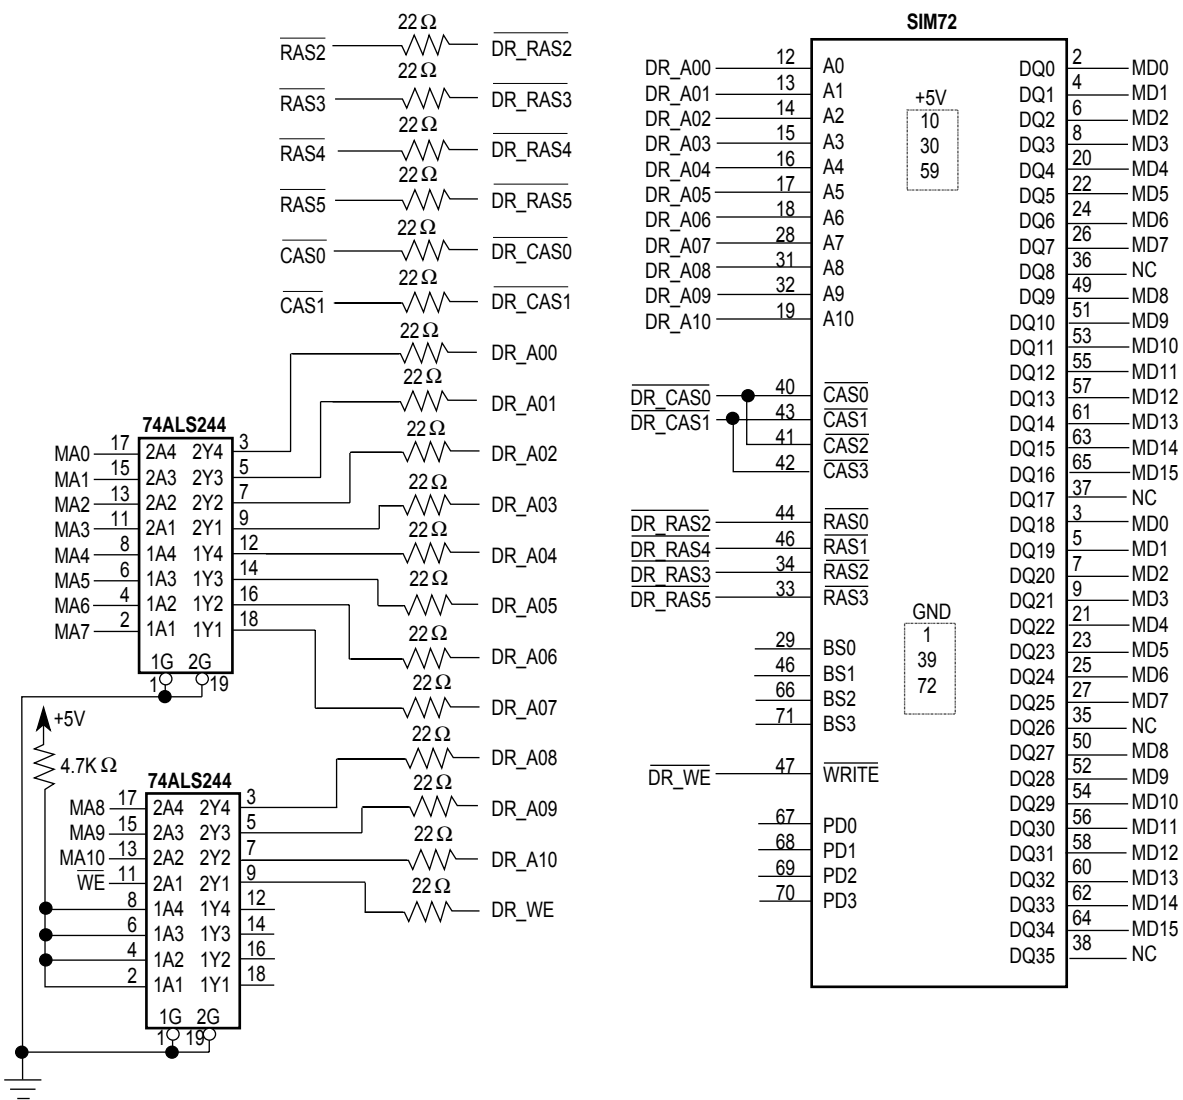 22Ω
RAS2 DR_RAS2
22Ω
RAS3 DR_RAS3
22Ω
RAS4 DR_RAS4
22Ω
RAS5 DR_RAS5
22Ω
CAS0 DR_CAS0
22Ω
CAS1 DR_CAS1
22Ω
DR_A00
22Ω
DR_A01
22Ω
DR_A02
22Ω
DR_A03
22Ω
DR_A04
22Ω
DR_A05
22Ω
DR_A06
22Ω
DR_A07
22Ω
DR_A08
22Ω
DR_A09
22Ω
DR_A10
22Ω
DR_WE
74ALS244
MA0 17 2A4 2Y4 3
MA1 15 2A3 2Y3 5
MA2 13 2A2 2Y2 7
MA3 11 2A1 2Y1 9
MA4 8 1A4 1Y4 12
MA5 6 1A3 1Y3 14
MA6 4 1A2 1Y2 16
MA7 2 1A1 1Y1 18
1G 2G
1 19
+5V
4.7KΩ
74ALS244
MA8 17 2A4 2Y4 3
MA9 15 2A3 2Y3 5
MA10 13 2A2 2Y2 7
WE 11 2A1 2Y1 9
8 1A4 1Y4 12
6 1A3 1Y3 14
4 1A2 1Y2 16
2 1A1 1Y1 18
1G 2G
1 19
SIM72
DR_A00 12 A0
DR_A01 13 A1
DR_A02 14 A2
DR_A03 15 A3
DR_A04 16 A4
DR_A05 17 A5
DR_A06 18 A6
DR_A07 28 A7
DR_A08 31 A8
DR_A09 32 A9
DR_A10 19 A10
DR_CAS0 40 CAS0
DR_CAS1 43 CAS1
41 CAS2
42 CAS3
DR_RAS2 44 RAS0
DR_RAS4 46 RAS1
DR_RAS3 34 RAS2
DR_RAS5 33 RAS3
29 BS0
46 BS1
66 BS2
71 BS3
DR_WE 47 WRITE
67 PD0
68 PD1
69 PD2
70 PD3
+5V
10
30
59
GND
1
39
72
DQ0 2 MD0
DQ1 4 MD1
DQ2 6 MD2
DQ3 8 MD3
DQ4 20 MD4
DQ5 22 MD5
DQ6 24 MD6
DQ7 26 MD7
DQ8 36 NC
DQ9 49 MD8
DQ10 51 MD9
DQ11 53 MD10
DQ12 55 MD11
DQ13 57 MD12
DQ14 61 MD13
DQ15 63 MD14
DQ16 65 MD15
DQ17 37 NC
DQ18 3 MD0
DQ19 5 MD1
DQ20 7 MD2
DQ21 9 MD3
DQ22 21 MD4
DQ23 23 MD5
DQ24 25 MD6
DQ25 27 MD7
DQ26 35 NC
DQ27 50 MD8
DQ28 52 MD9
DQ29 54 MD10
DQ30 56 MD11
DQ31 58 MD12
DQ32 60 MD13
DQ33 62 MD14
DQ34 64 MD15
DQ35 38 NC